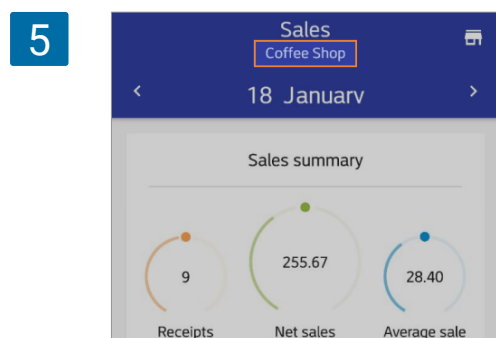 5
Sales
Coffee Shop
18 January
Sales summary
9
255.67
28.40
Receipts
Net sales
Average sale